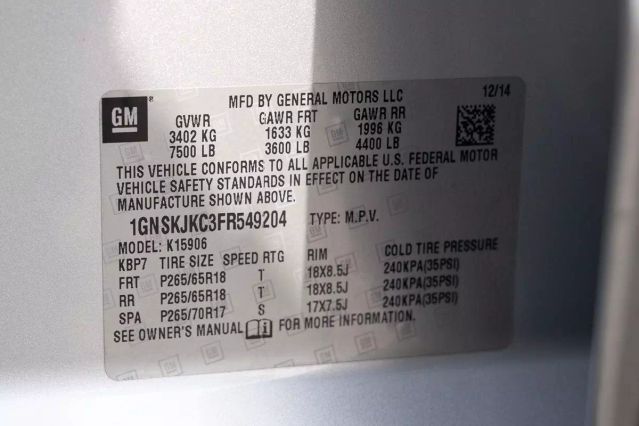 GM
MFD BY GENERAL MOTORS LLC 12/14
GVWR GAWR FRT GAWR RR
3402 KG 1633 KG 1996 KG
7500 LB 3600 LB 4400 LB
THIS VEHICLE CONFORMS TO ALL APPLICABLE U.S. FEDERAL MOTOR
VEHICLE SAFETY STANDARDS IN EFFECT ON THE DATE OF
MANUFACTURE SHOWN ABOVE.
1GNSKJKC3FR549204 TYPE: M.P.V.
MODEL: K15906
KBP7 TIRE SIZE SPEED RTG RIM COLD TIRE PRESSURE
FRT P265/65R18 T 18X8.5J 240KPA(35PSI)
RR P265/65R18 T 18X8.5J 240KPA(35PSI)
SPA P265/70R17 S 17X7.5J 240KPA(35PSI)
SEE OWNER'S MANUAL i FOR MORE INFORMATION.